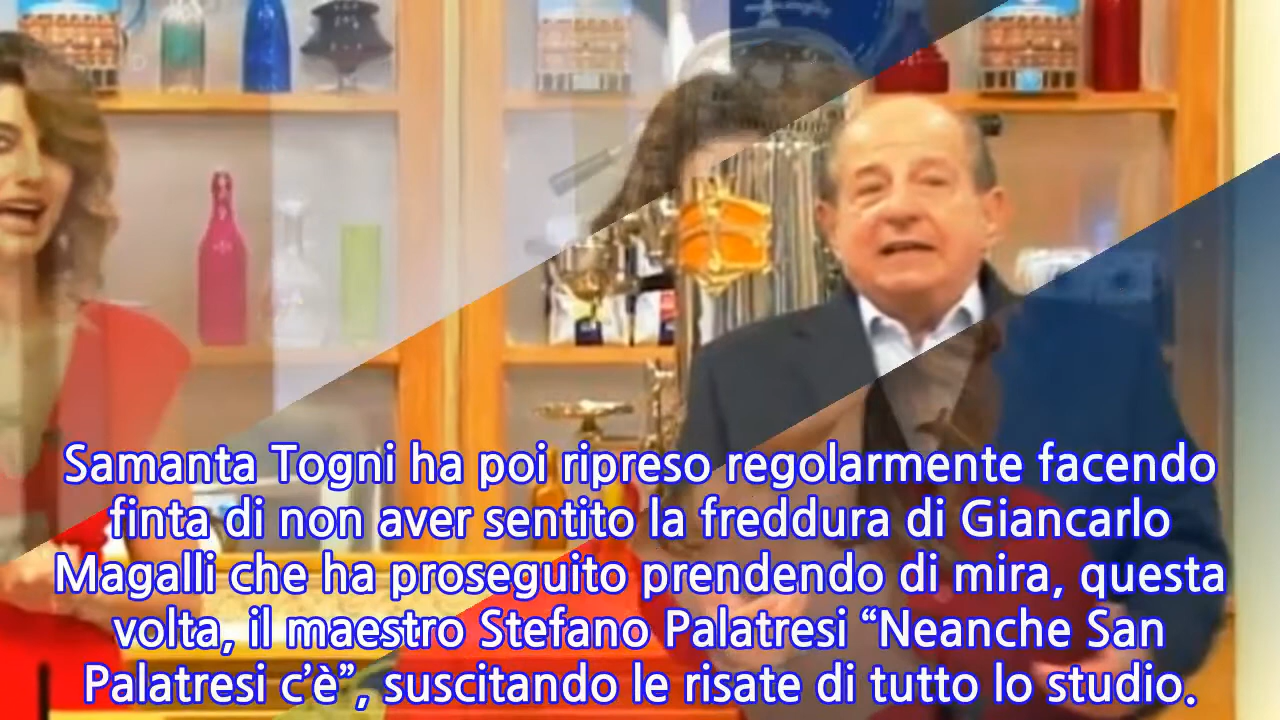 Samanta Togni ha poi ripreso regolarmente facendo
finta di non aver sentito la freddura di Giancarlo
Magalli che ha proseguito prendendo di mira, questa
volta, il maestro Stefano Palatresi “Neanche San
Palatresi c’è”, suscitando le risate di tutto lo studio.